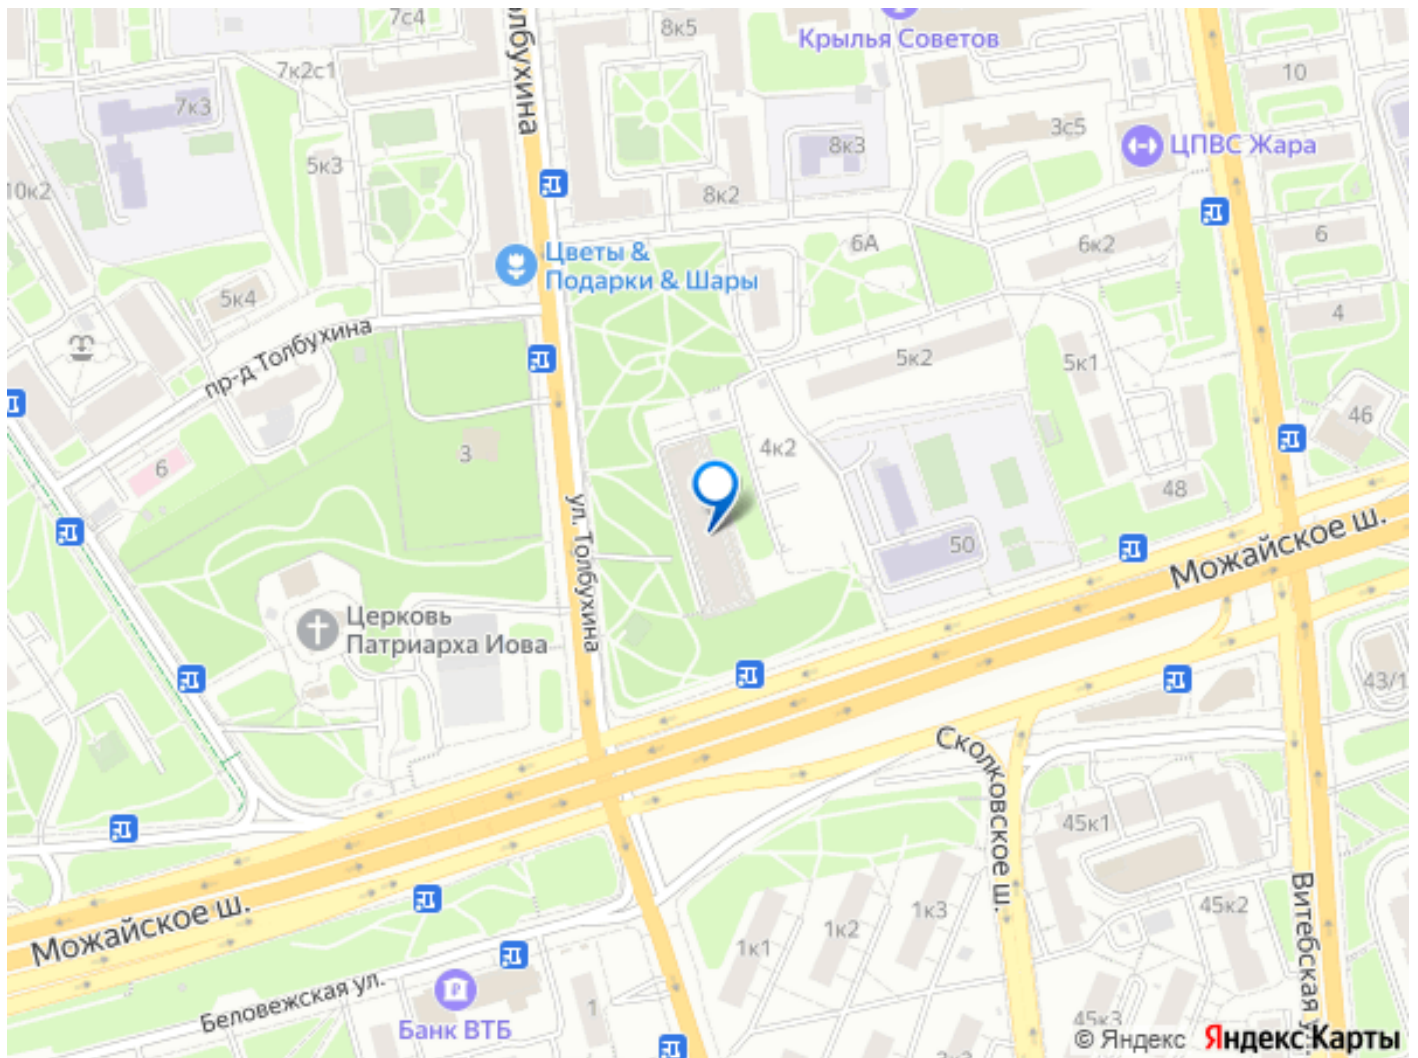 7с4
олбухина
8к5
Крылья Советов
7к2с1
10
7к3
3с5
ЦПВС Жара
8к3
5к3
10к2
8к2
6А
6к2
6
Цветы &
Подарки & Шары
5к4
4
пр-д Толбухина
5к2
5к1
46
3
4к2
6
48
ул. Толбухина
50
Можайское ш.
Церковь
Патриарха Иова
43/1
Сколковское ш.
45к1
Можайское ш.
1к3
45к2
1к2
1к1
Витебская у
Беловежская ул.
1
Банк ВТБ
45к3
© Яндекс Яндекс Карты